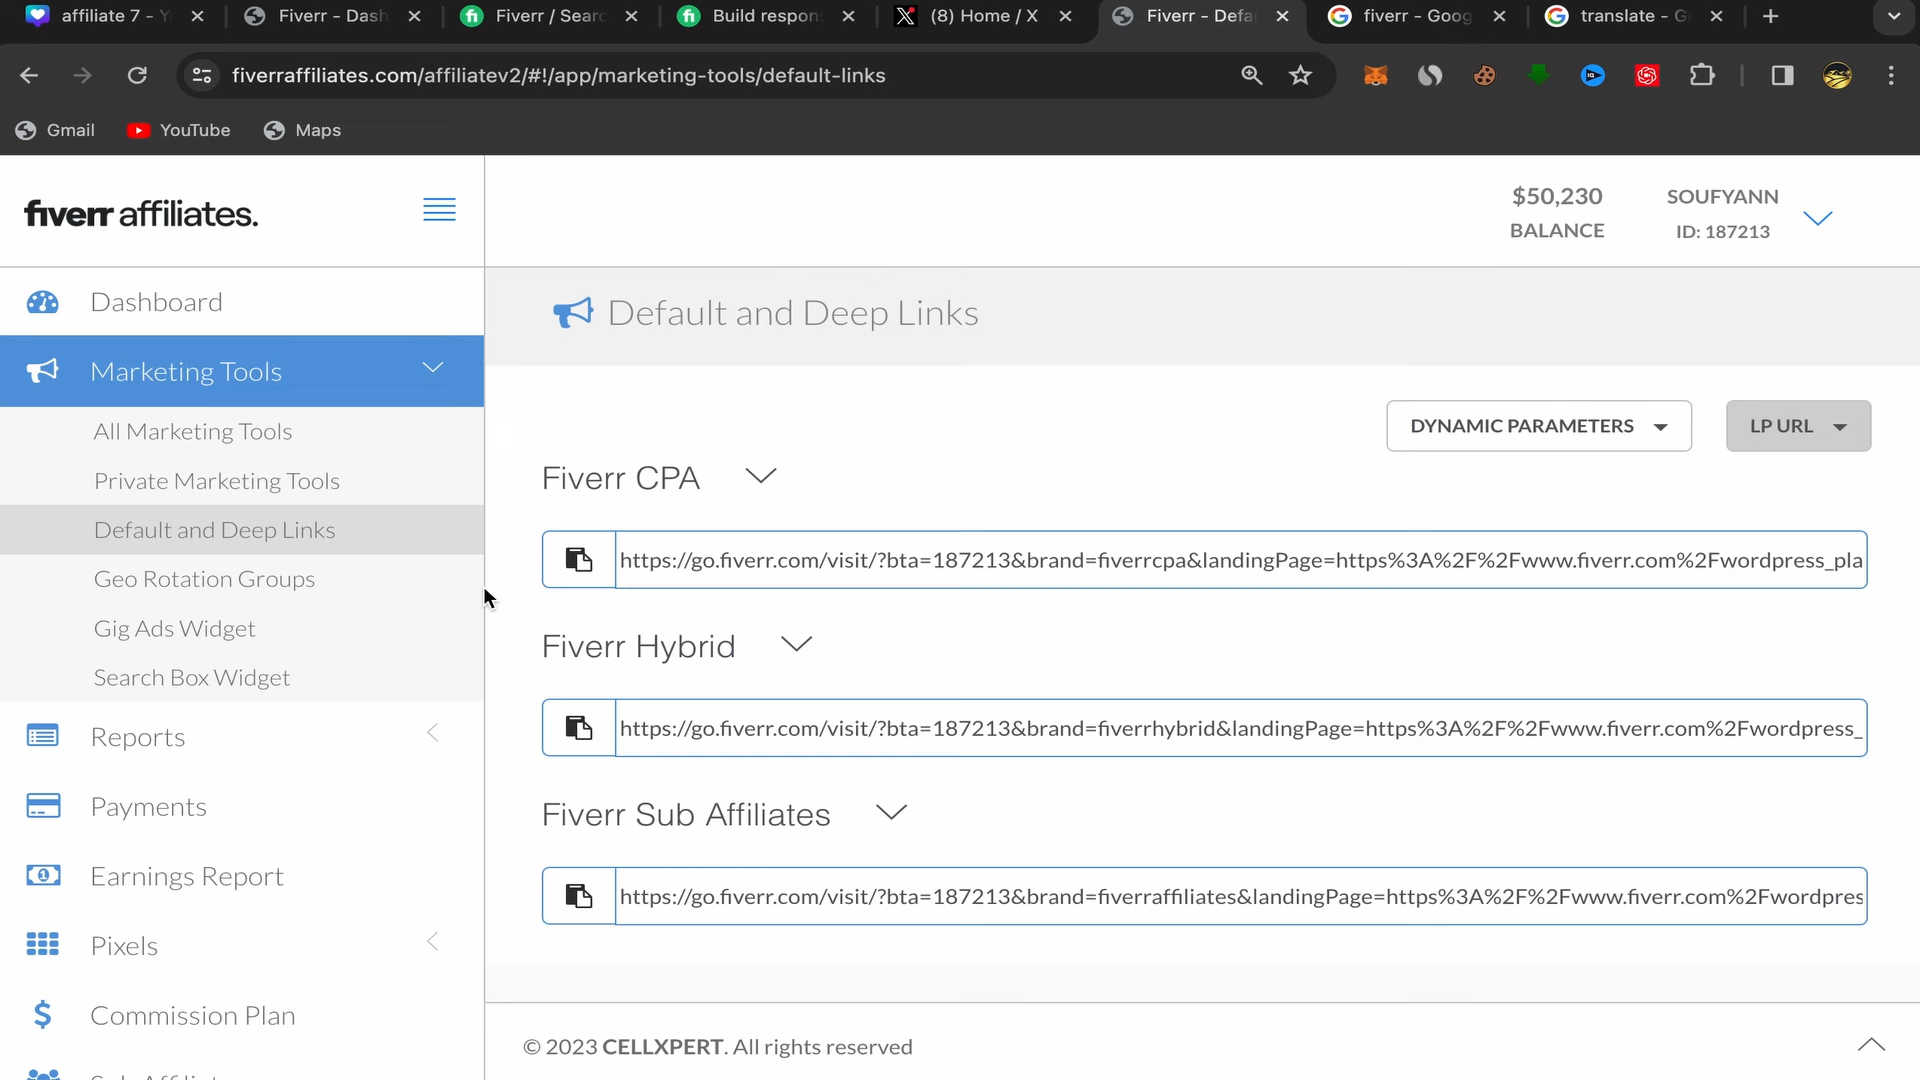 affiliate 7 - Y
Fiverr - Dash
Fiverr / Sear
Build respon
(8) Home / X
Fiverr - Defa
fiverr - Goog
translate - G
fiverraffiliates.com/affiliatev2/#!/app/marketing-tools/default-links
Gmail
YouTube
Maps
fiverr affiliates.
$50,230
BALANCE
SOUFYANN
ID: 187213
Dashboard
Marketing Tools
All Marketing Tools
Private Marketing Tools
Default and Deep Links
Geo Rotation Groups
Gig Ads Widget
Search Box Widget
Reports
Payments
Earnings Report
Pixels
Commission Plan
Default and Deep Links
DYNAMIC PARAMETERS
LP URL
Fiverr CPA
https://go.fiverr.com/visit/?bta=187213&brand=fiverrcpa&landingPage=https%3A%2F%2Fwww.fiverr.com%2Fwordpress_pla
Fiverr Hybrid
https://go.fiverr.com/visit/?bta=187213&brand=fiverrhybrid&landingPage=https%3A%2F%2Fwww.fiverr.com%2Fwordpress_
Fiverr Sub Affiliates
https://go.fiverr.com/visit/?bta=187213&brand=fiverraffiliates&landingPage=https%3A%2F%2Fwww.fiverr.com%2Fwordpres
© 2023 CELLXPERT. All rights reserved